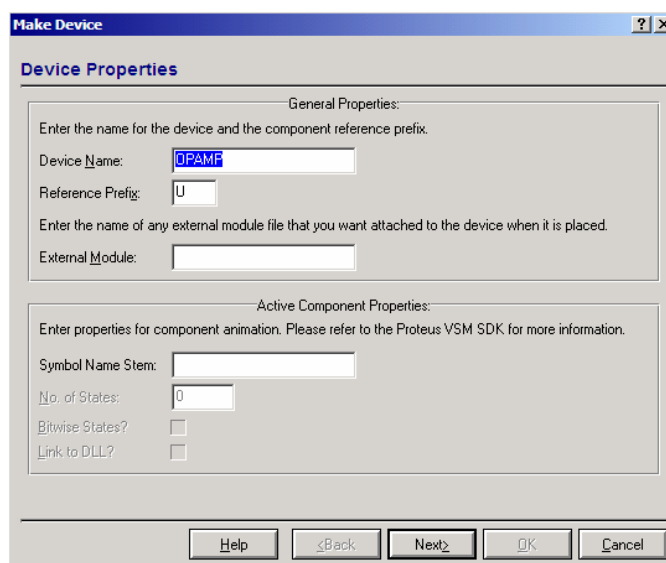 Make Device
Device Properties
General Properties:
Enter the name for the device and the component reference prefix.
Device Name: OPAMP
Reference Prefix: U
Enter the name of any external module file that you want attached to the device when it is placed.
External Module:
Active Component Properties:
Enter properties for component animation. Please refer to the Proteus VSM SDK for more information.
Symbol Name Stem:
No. of States: 0
Bitwise States?
Link to DLL?
Help <Back Next> OK Cancel